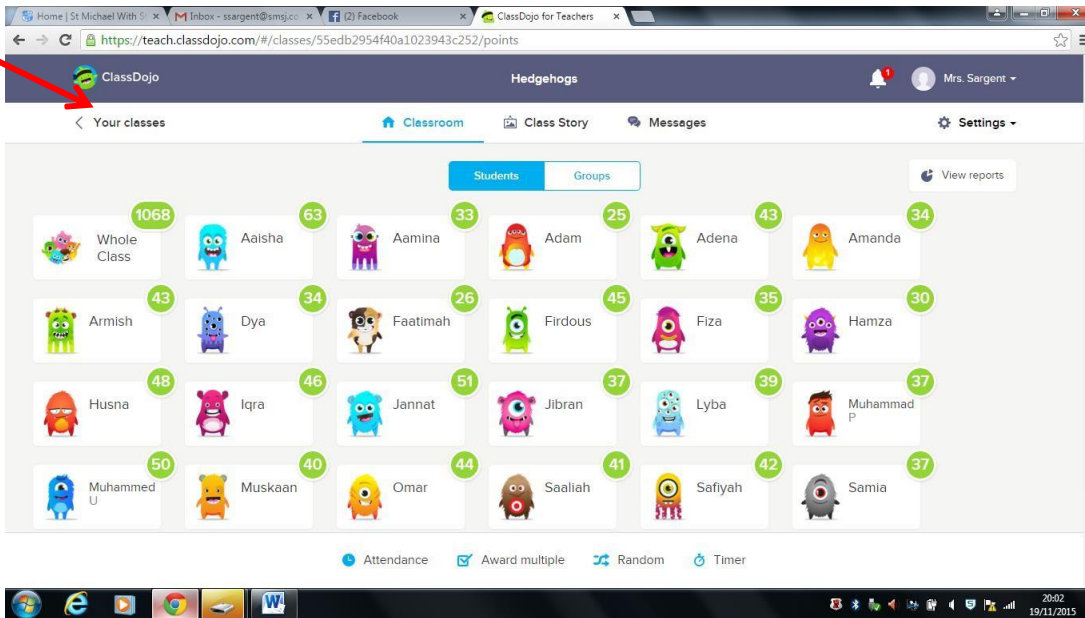 Home | St Michael With St
Inbox - ssargent@smsj.co
(2) Facebook
ClassDojo for Teachers
https://teach.classdojo.com/#/classes/55edb2954f40a1023943c252/points
ClassDojo
Hedgehogs
1
Mrs. Sargent
Your classes
Classroom
Class Story
Messages
Settings
Students
Groups
View reports
1068
63
33
25
43
34
Whole
Class
Aaisha
Aamina
Adam
Adena
Amanda
43
34
26
45
35
30
Armish
Dya
Faatimah
Firdous
Fiza
Hamza
48
46
51
37
39
37
Husna
Iqra
Jannat
Jibran
Lyba
Muhammad
P
50
40
44
41
42
37
Muhammed
U
Muskaan
Omar
Saaliah
Safiyah
Samia
Attendance
Award multiple
Random
Timer
W
20:02
19/11/2015